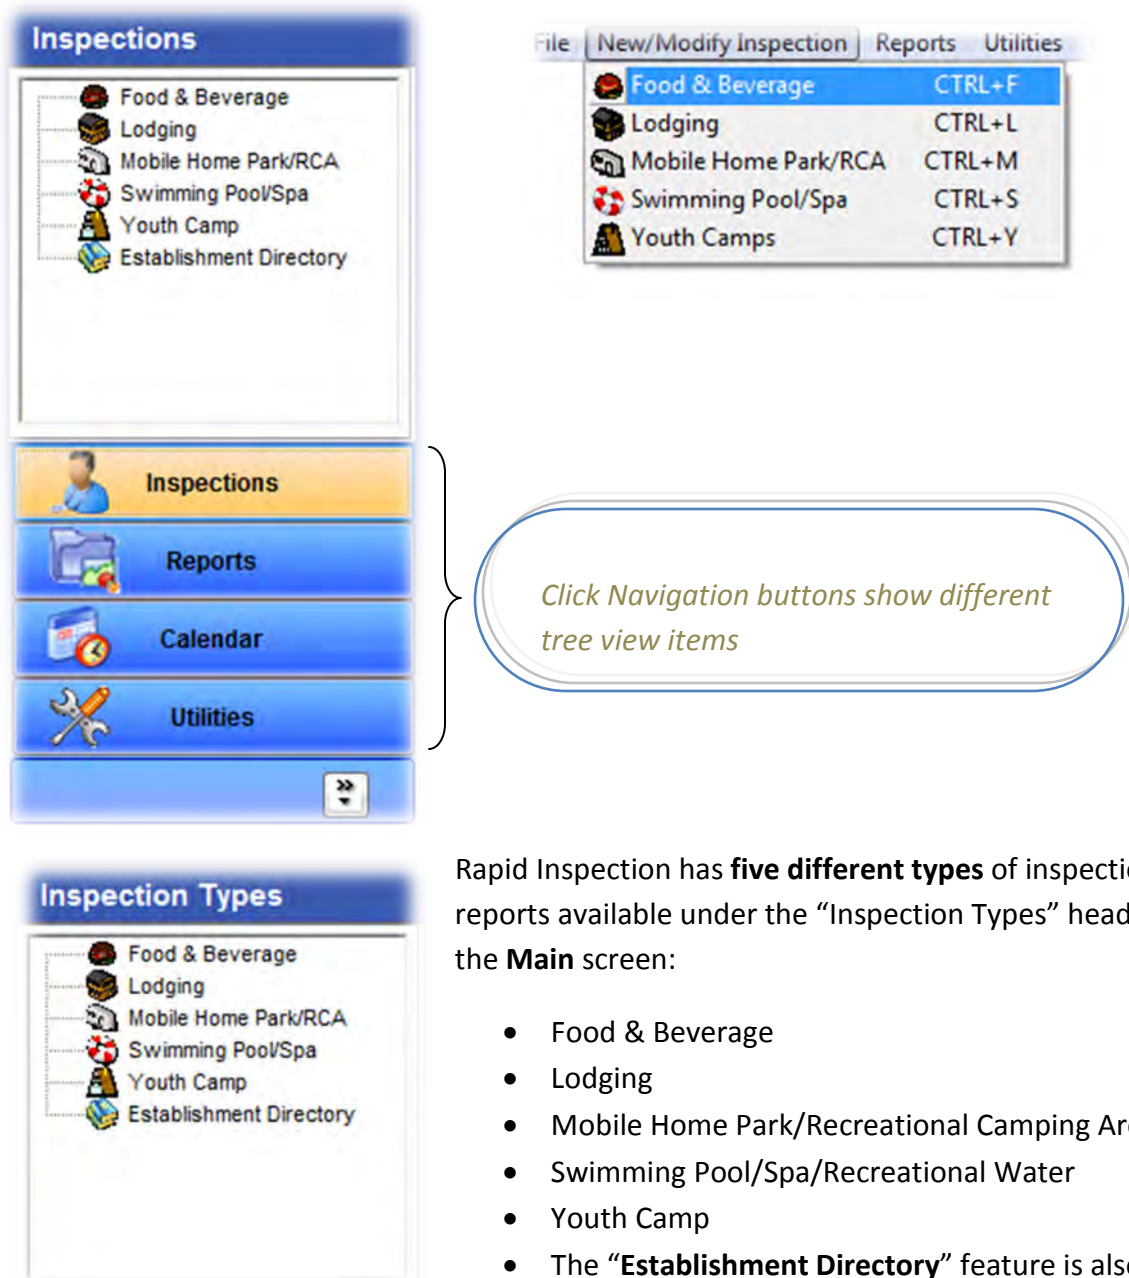 Inspections
Food & Beverage
Lodging
Mobile Home Park/RCA
Swimming Pool/Spa
Youth Camp
Establishment Directory
File New/Modify Inspection Reports Utilities
Food & Beverage CTRL+F
Lodging CTRL+L
Mobile Home Park/RCA CTRL+M
Swimming Pool/Spa CTRL+S
Youth Camps CTRL+Y
Inspections
Reports
Calendar
Utilities
Click Navigation buttons show different
tree view items
Inspection Types
Food & Beverage
Lodging
Mobile Home Park/RCA
Swimming Pool/Spa
Youth Camp
Establishment Directory
Rapid Inspection has five different types of inspectio
reports available under the “Inspection Types” head
the Main screen:
• Food & Beverage
• Lodging
• Mobile Home Park/Recreational Camping Are
• Swimming Pool/Spa/Recreational Water
• Youth Camp
• The “Establishment Directory” feature is also